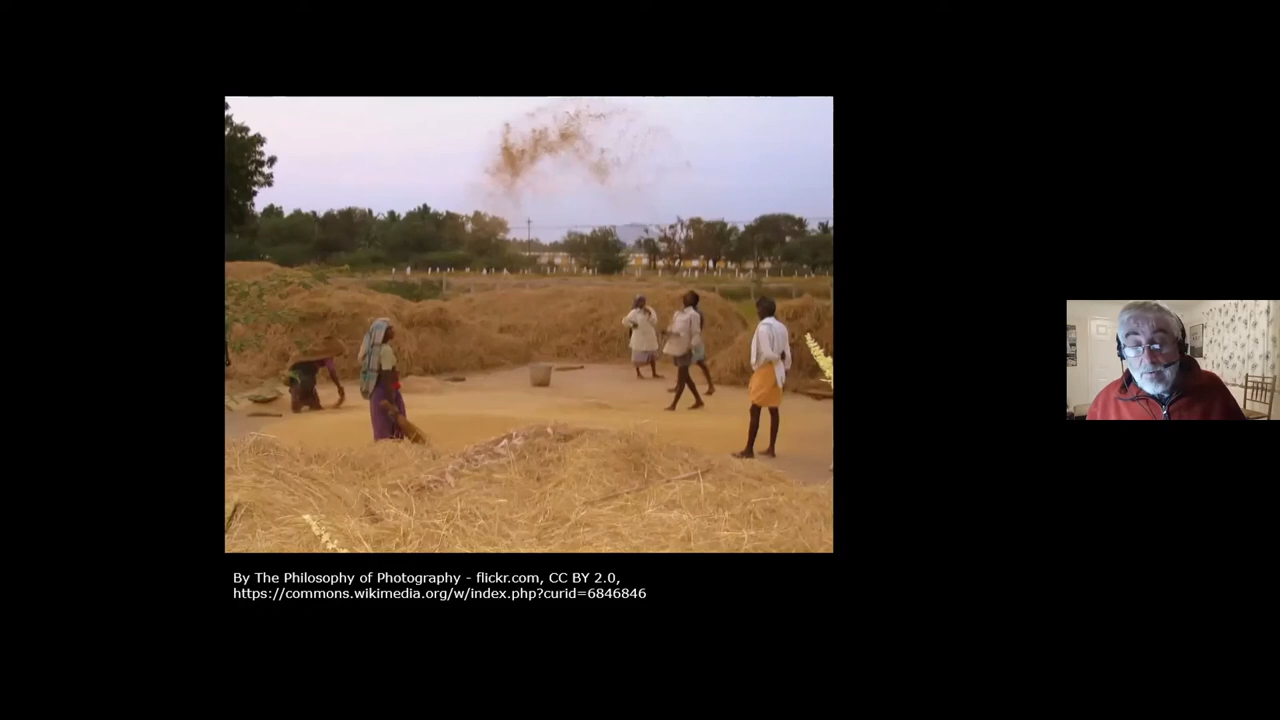 By The Philosophy of Photography - flickr.com, CC BY 2.0,
https://commons.wikimedia.org/w/index.php?curid=6846846